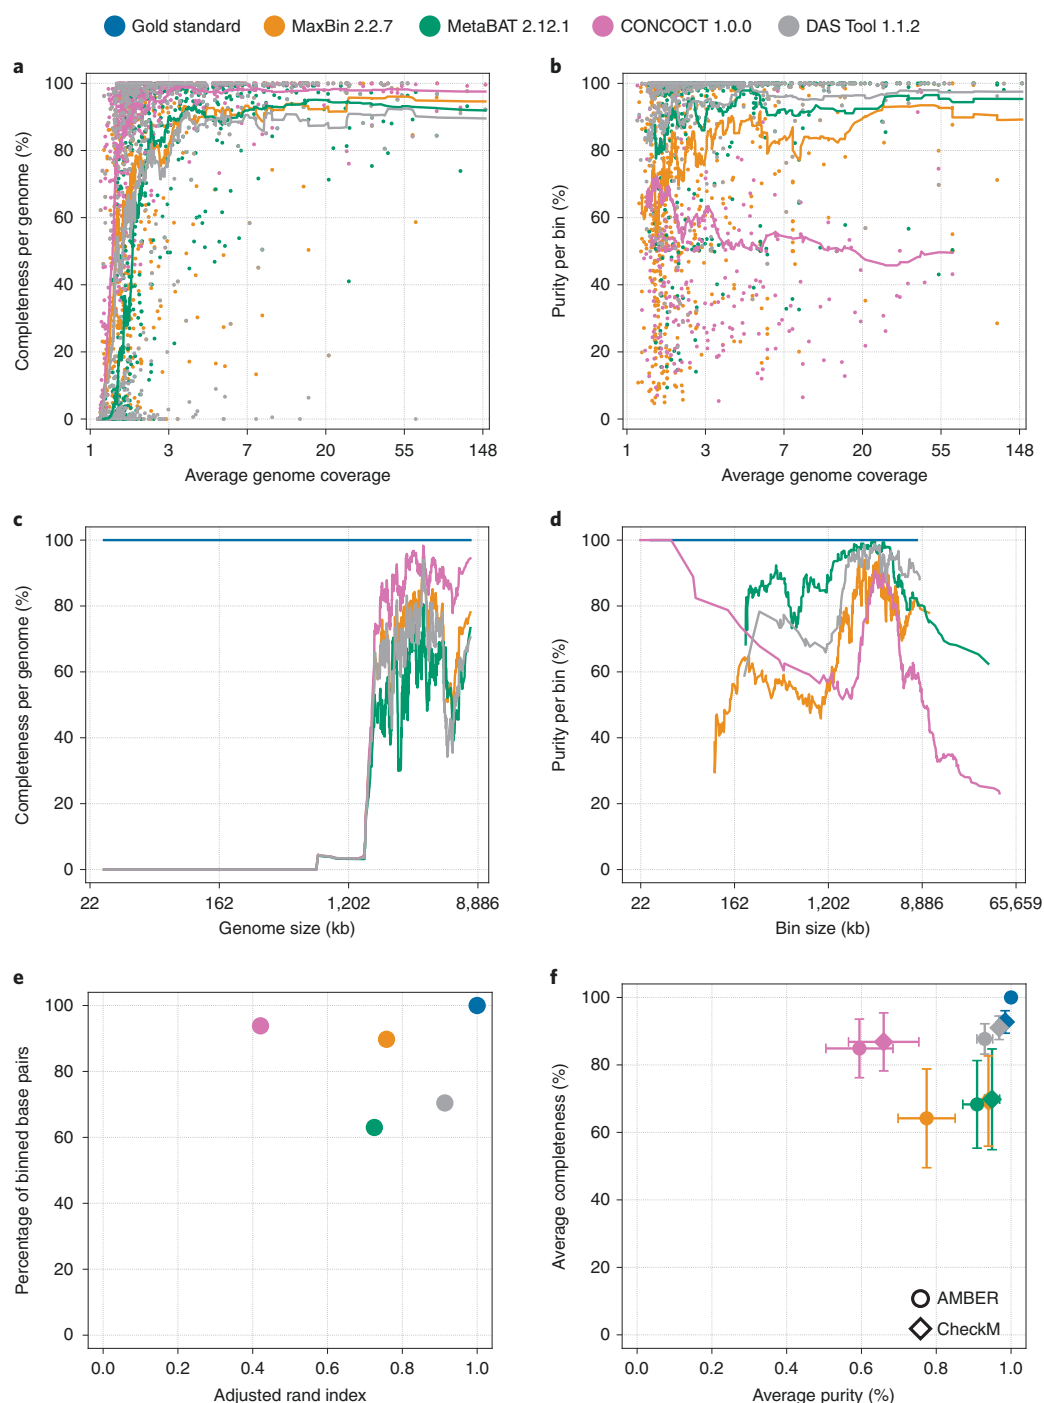 Gold standard MaxBin 2.2.7 MetaBAT 2.12.1 CONCOCT 1.0.0 DAS Tool 1.1.2
a
Completeness per genome (%)
100
80
60
40
20
0
1 3 7 20 55 148
Average genome coverage
b
Purity per bin (%)
100
80
60
40
20
0
1 3 7 20 55 148
Average genome coverage
c
Completeness per genome (%)
100
80
60
40
20
0
22 162 1,202 8,886
Genome size (kb)
d
Purity per bin (%)
100
80
60
40
20
0
22 162 1,202 8,886 65,659
Bin size (kb)
e
Percentage of binned base pairs
100
80
60
40
20
0
0.0 0.2 0.4 0.6 0.8 1.0
Adjusted rand index
f
Average completeness (%)
100
80
60
40
20
0
AMBER
CheckM
0.0 0.2 0.4 0.6 0.8 1.0
Average purity (%)